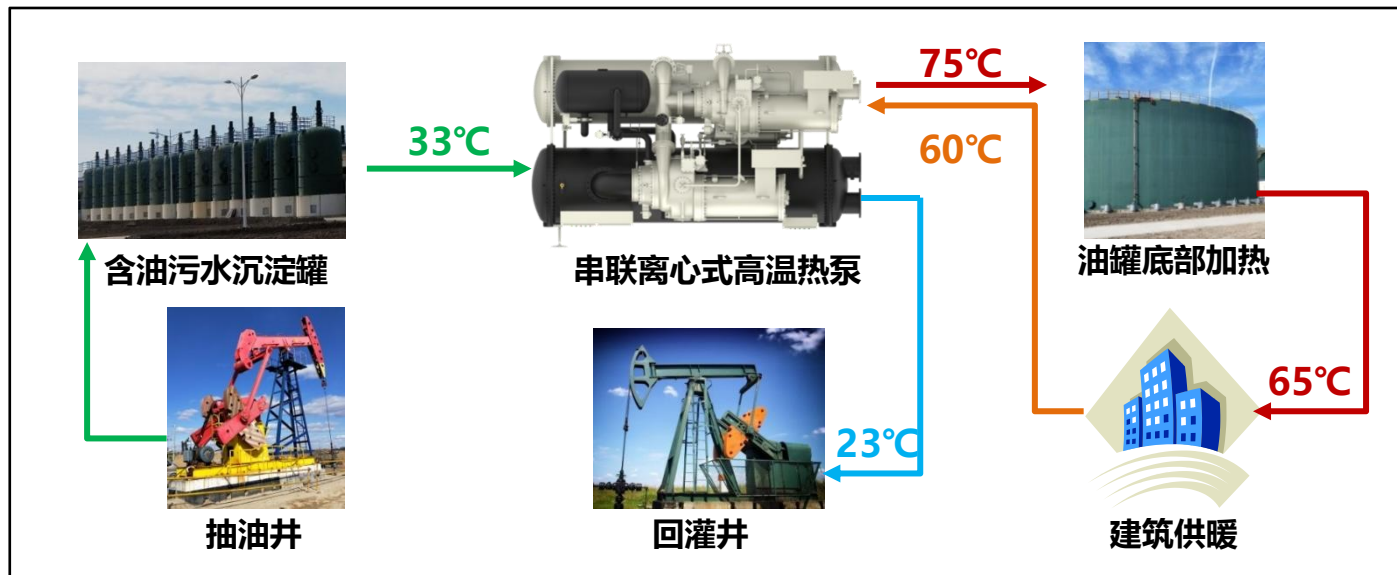 75℃
33℃
60℃
含油污水沉淀罐
串联离心式高温热泵
油罐底部加热
65℃
23℃
抽油井
回灌井
建筑供暖